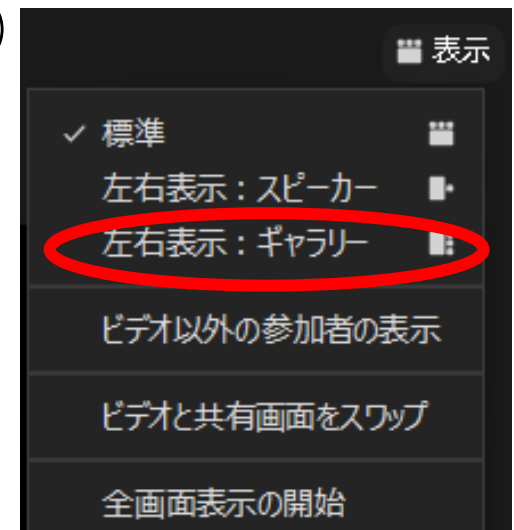 )
表示
標準
左右表示：スピーカー
左右表示：ギャラリー
ビデオ以外の参加者の表示
ビデオと共有画面をスワップ
全画面表示の開始